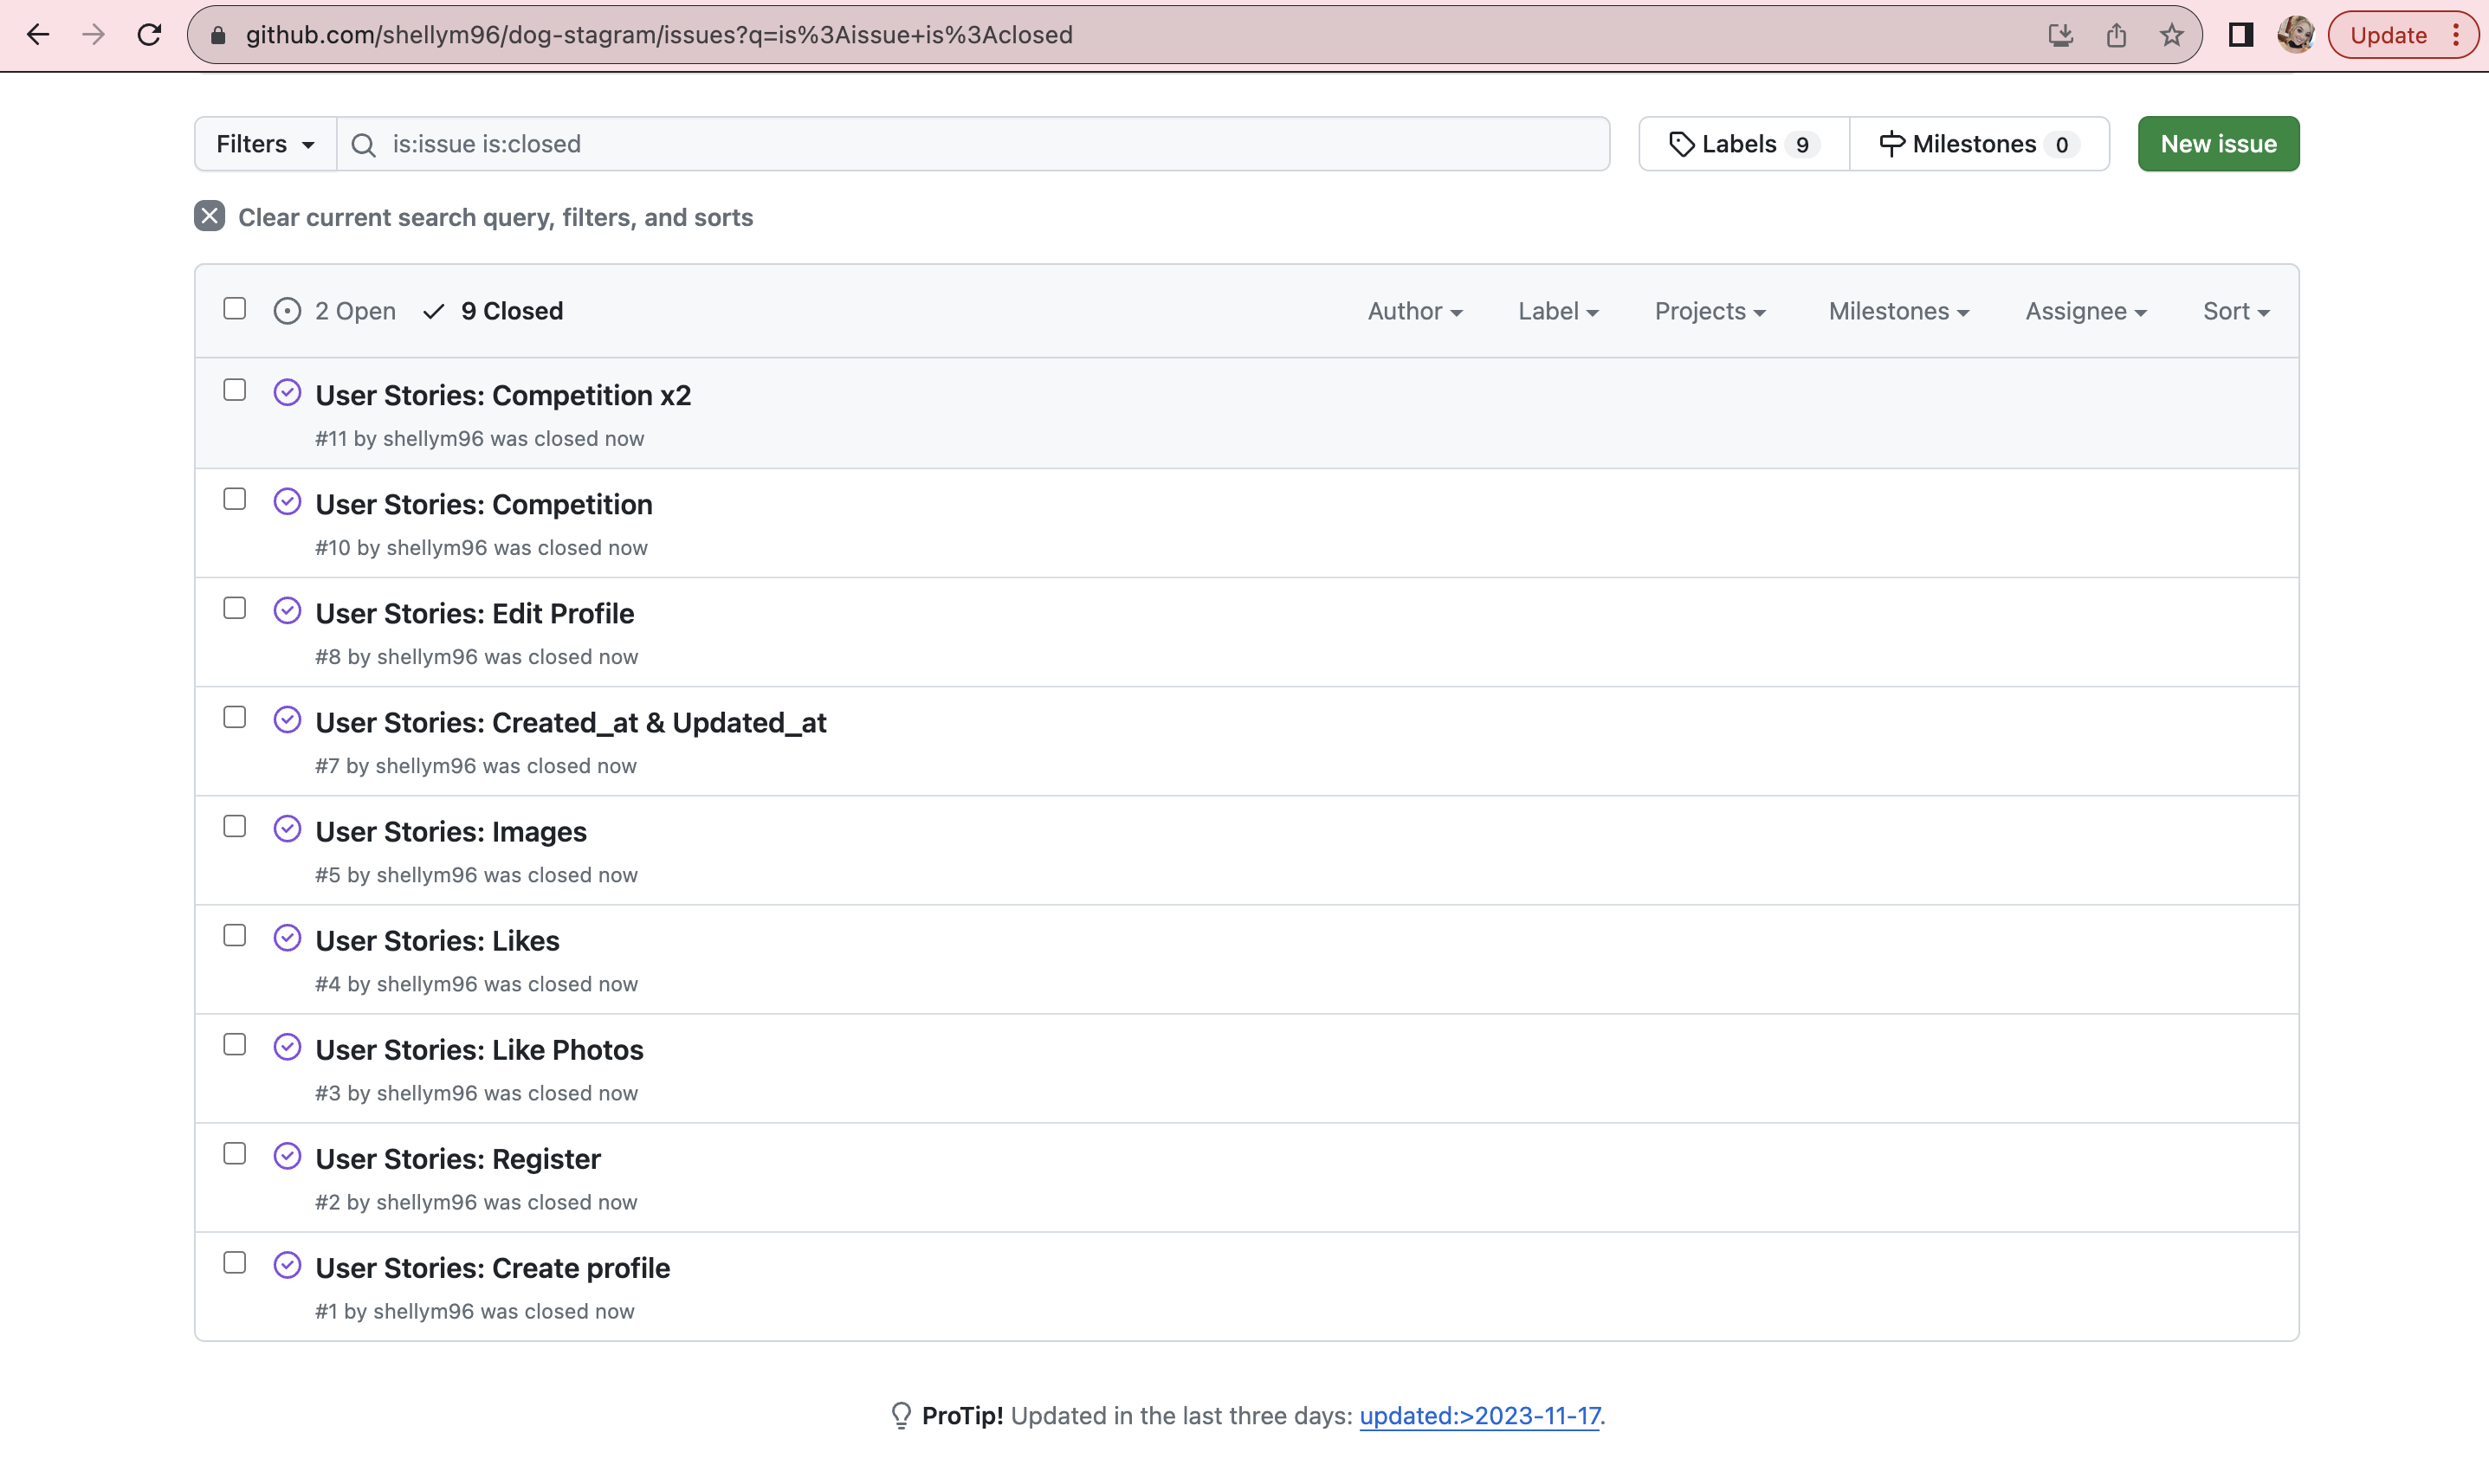 github.com/shellym96/dog-stagram/issues?q=is%3Aissue+is%3Aclosed Update
Filters is:issue is:closed Labels 9 Milestones 0 New issue
Clear current search query, filters, and sorts
2 Open 9 Closed Author Label Projects Milestones Assignee Sort
User Stories: Competition x2
#11 by shellym96 was closed now
User Stories: Competition
#10 by shellym96 was closed now
User Stories: Edit Profile
#8 by shellym96 was closed now
User Stories: Created_at & Updated_at
#7 by shellym96 was closed now
User Stories: Images
#5 by shellym96 was closed now
User Stories: Likes
#4 by shellym96 was closed now
User Stories: Like Photos
#3 by shellym96 was closed now
User Stories: Register
#2 by shellym96 was closed now
User Stories: Create profile
#1 by shellym96 was closed now
ProTip! Updated in the last three days: updated:>2023-11-17.